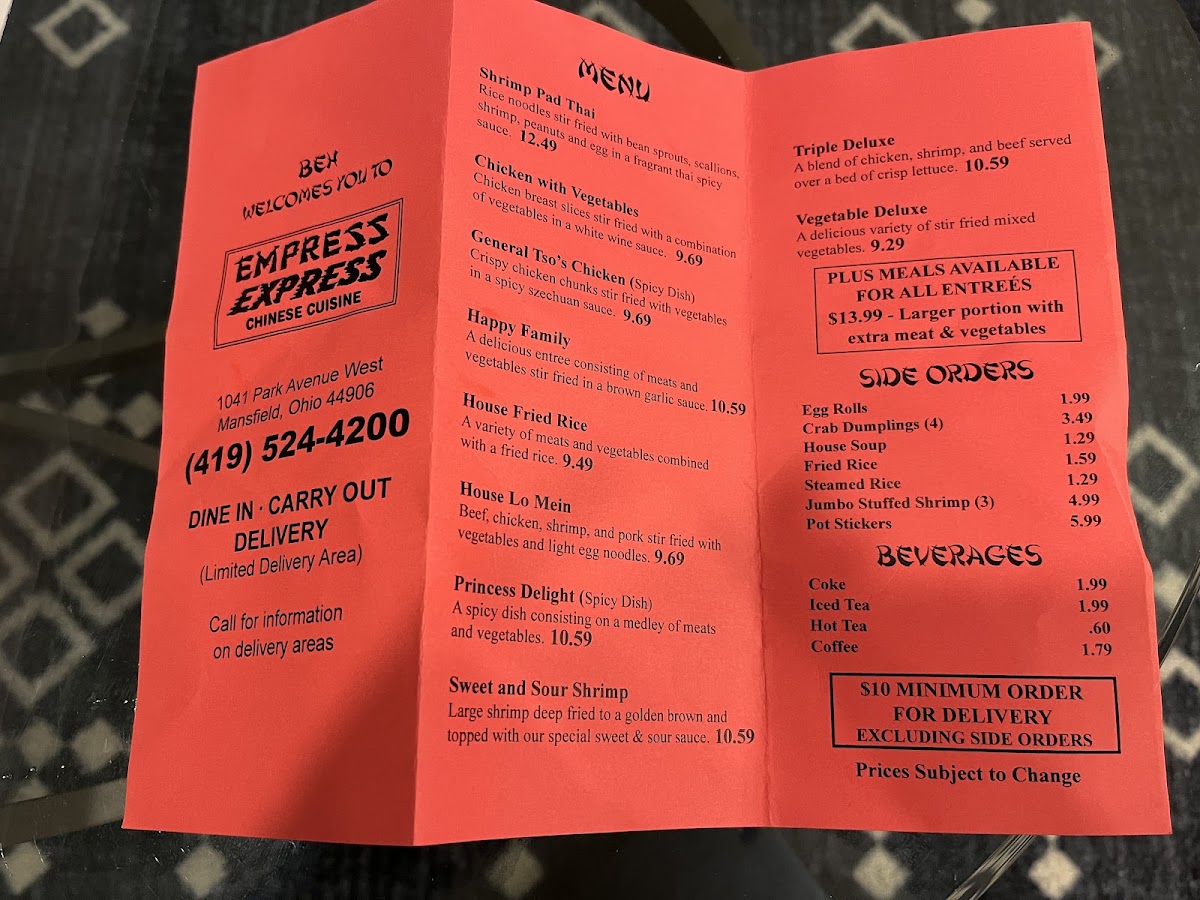 BEN
WELCOMES YOU TO
EMPRESS
EXPRESS
CHINESE CUISINE
1041 Park Avenue West
Mansfield, Ohio 44906
(419) 524-4200
DINE IN · CARRY OUT
DELIVERY
(Limited Delivery Area)
Call for information
on delivery areas
MENU
Shrimp Pad Thai
Rice noodles stir fried with bean sprouts, scallions,
shrimp, peanuts and egg in a fragrant thai spicy
sauce. 12.49
Chicken with Vegetables
Chicken breast slices stir fried with a combination
of vegetables in a white wine sauce. 9.69
General Tso's Chicken (Spicy Dish)
Crispy chicken chunks stir fried with vegetables
in a spicy szechuan sauce. 9.69
Happy Family
A delicious entree consisting of meats and
vegetables stir fried in a brown garlic sauce. 10.59
House Fried Rice
A variety of meats and vegetables combined
with a fried rice. 9.49
House Lo Mein
Beef, chicken, shrimp, and pork stir fried with
vegetables and light egg noodles. 9.69
Princess Delight (Spicy Dish)
A spicy dish consisting on a medley of meats
and vegetables. 10.59
Sweet and Sour Shrimp
Large shrimp deep fried to a golden brown and
topped with our special sweet & sour sauce. 10.59
Triple Deluxe
A blend of chicken, shrimp, and beef served
over a bed of crisp lettuce. 10.59
Vegetable Deluxe
A delicious variety of stir fried mixed
vegetables. 9.29
PLUS MEALS AVAILABLE
FOR ALL ENTREÉS
$13.99 - Larger portion with
extra meat & vegetables
SIDE ORDERS
Egg Rolls 1.99
Crab Dumplings (4) 3.49
House Soup 1.29
Fried Rice 1.59
Steamed Rice 1.29
Jumbo Stuffed Shrimp (3) 4.99
Pot Stickers 5.99
BEVERAGES
Coke 1.99
Iced Tea 1.99
Hot Tea .60
Coffee 1.79
$10 MINIMUM ORDER
FOR DELIVERY
EXCLUDING SIDE ORDERS
Prices Subject to Change